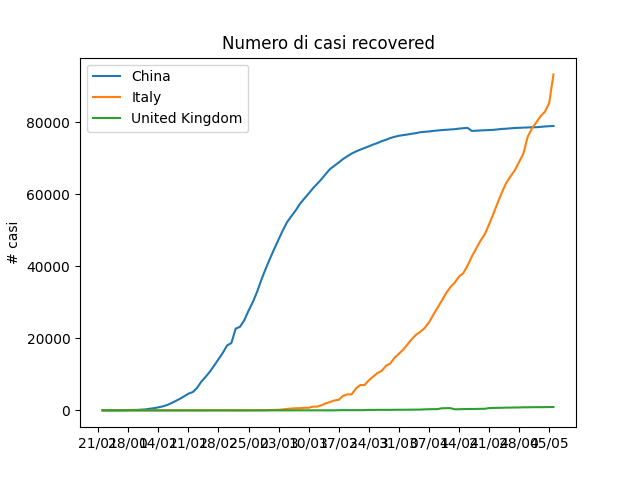 Numero di casi recovered
China
Italy
United Kingdom
# casi
80000
60000
40000
20000
0
21/01 28/01 04/02 11/02 18/02 25/02 03/03 10/03 17/03 24/03 31/03 07/04 14/04 21/04 28/04 05/05